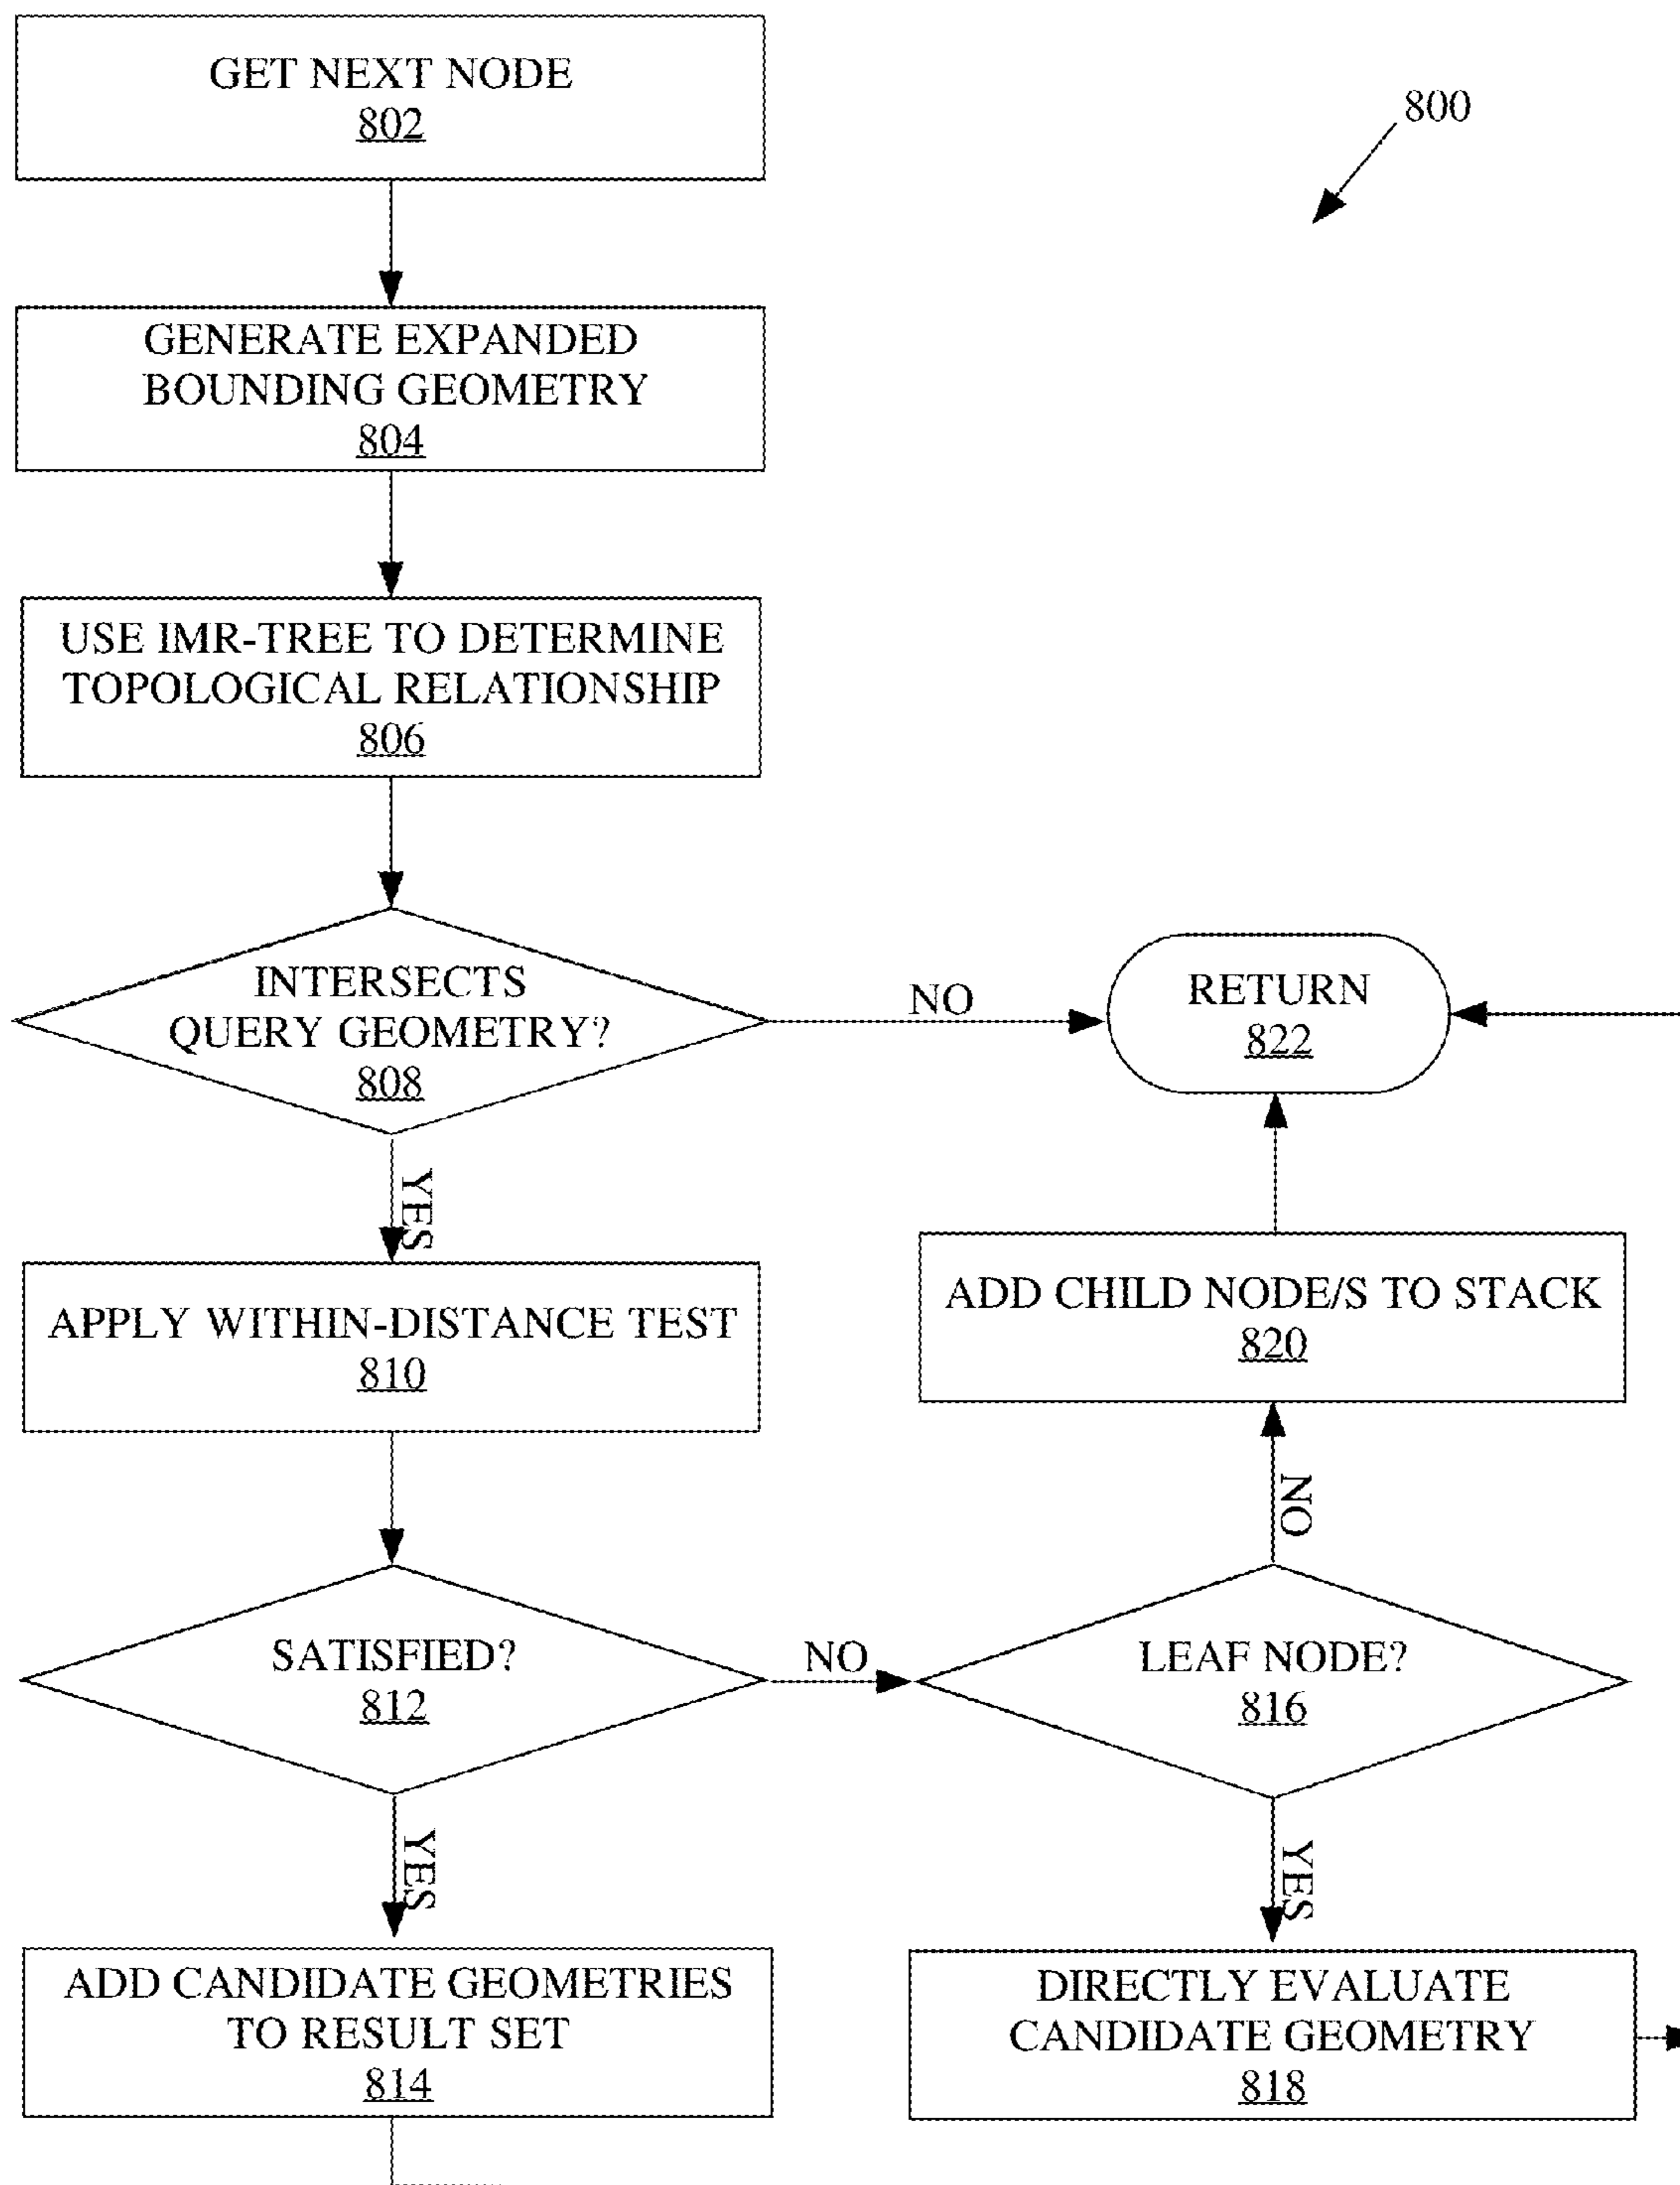 GET NEXT NODE
802
800
GENERATE EXPANDED
BOUNDING GEOMETRY
804
USE IMR-TREE TO DETERMINE
TOPOLOGICAL RELATIONSHIP
806
INTERSECTS
QUERY GEOMETRY?
808
NO
RETURN
822
YES
APPLY WITHIN-DISTANCE TEST
810
ADD CHILD NODE/S TO STACK
820
NO
SATISFIED?
812
NO
LEAF NODE?
816
YES
YES
ADD CANDIDATE GEOMETRIES
TO RESULT SET
814
DIRECTLY EVALUATE
CANDIDATE GEOMETRY
818